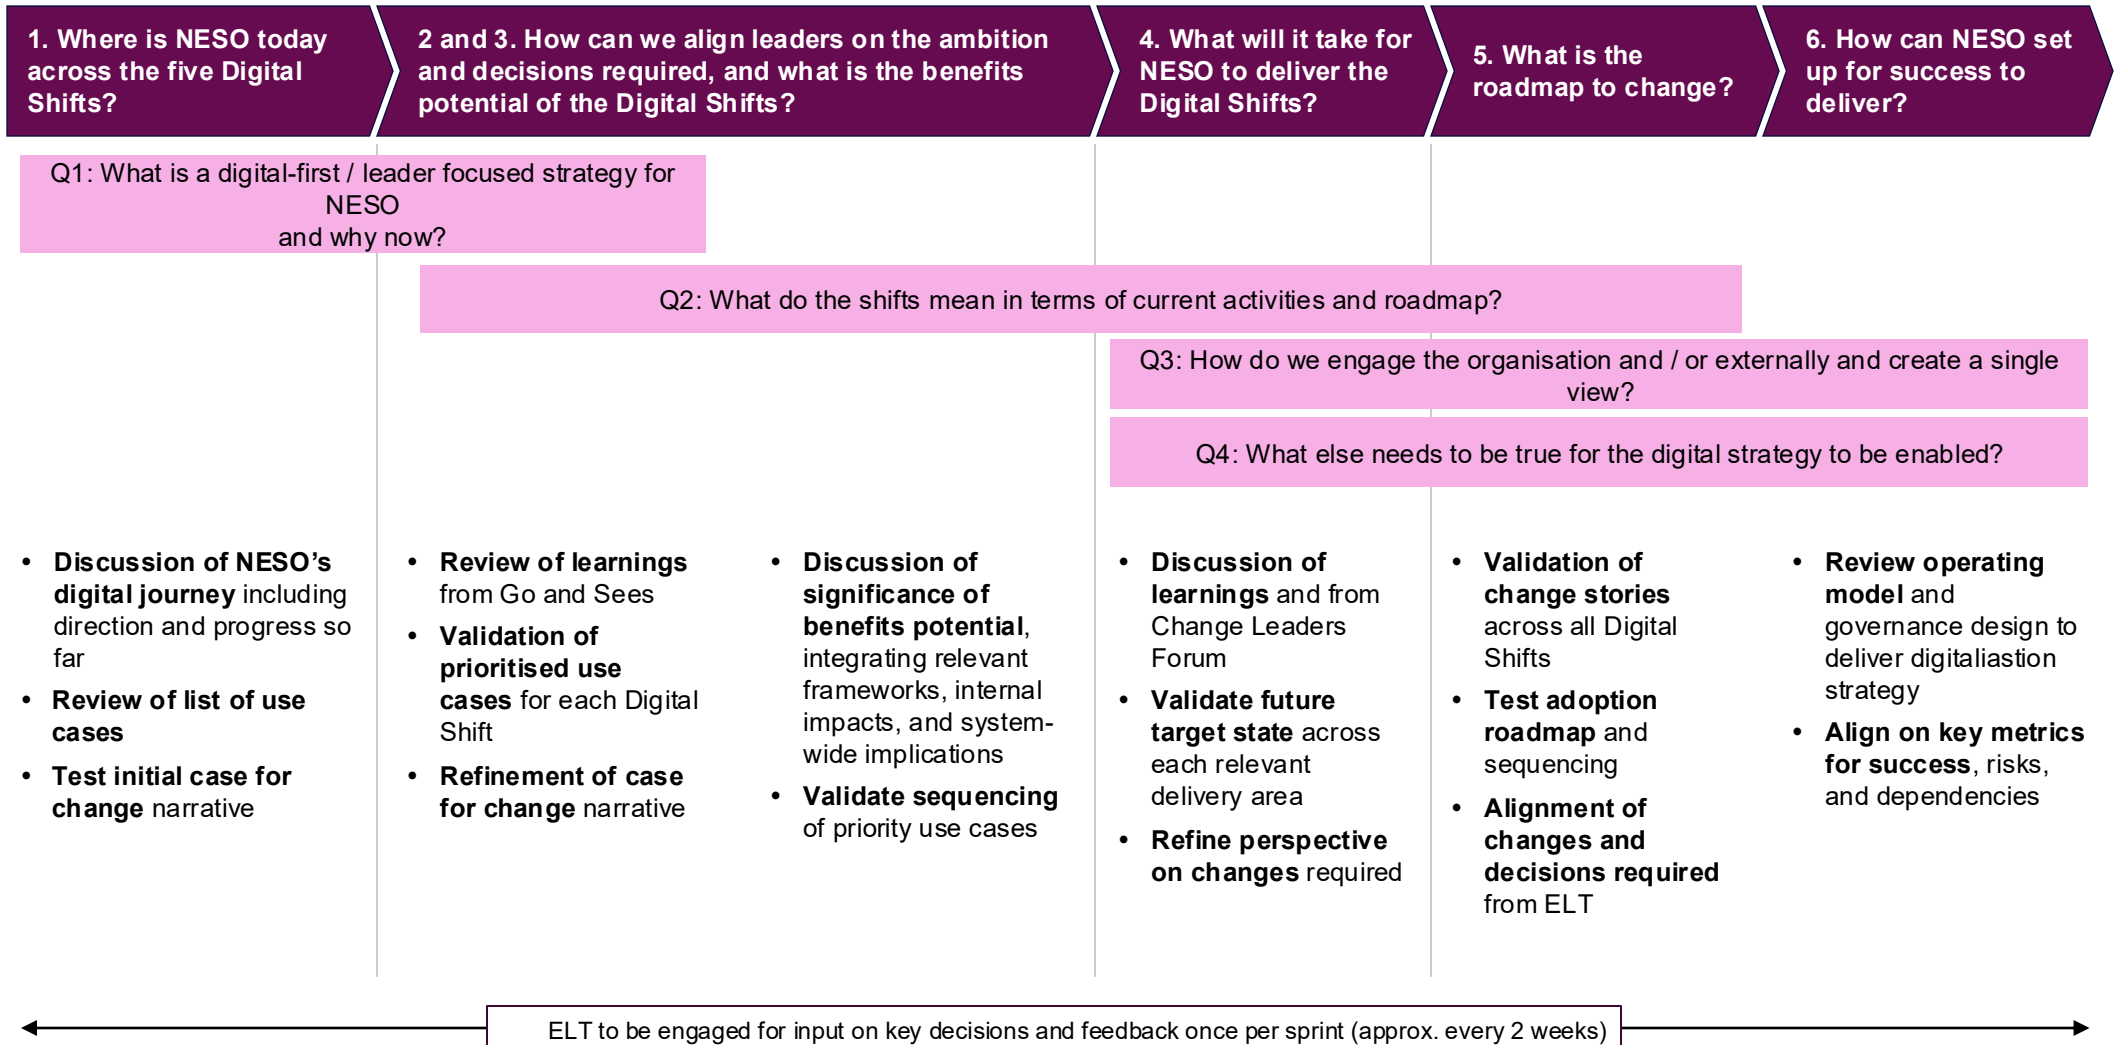 1. Where is NESO today
across the five Digital
Shifts?
2 and 3. How can we align leaders on the ambition
and decisions required, and what is the benefits
potential of the Digital Shifts?
4. What will it take for
NESO to deliver the
Digital Shifts?
5. What is the
roadmap to change?
6. How can NESO set
up for success to
deliver?
Q1: What is a digital-first / leader focused strategy for
NESO
and why now?
Q2: What do the shifts mean in terms of current activities and roadmap?
Q3: How do we engage the organisation and / or externally and create a single
view?
Q4: What else needs to be true for the digital strategy to be enabled?
• Discussion of NESO’s
digital journey including
direction and progress so
far
• Review of list of use
cases
• Test initial case for
change narrative
• Review of learnings
from Go and Sees
• Validation of
prioritised use
cases for each Digital
Shift
• Refinement of case
for change narrative
• Discussion of
significance of
benefits potential,
integrating relevant
frameworks, internal
impacts, and system-
wide implications
• Validate sequencing
of priority use cases
• Discussion of
learnings and from
Change Leaders
Forum
• Validate future
target state across
each relevant
delivery area
• Refine perspective
on changes required
• Validation of
change stories
across all Digital
Shifts
• Test adoption
roadmap and
sequencing
• Alignment of
changes and
decisions required
from ELT
• Review operating
model and
governance design to
deliver digitaliastion
strategy
• Align on key metrics
for success, risks,
and dependencies
ELT to be engaged for input on key decisions and feedback once per sprint (approx. every 2 weeks)